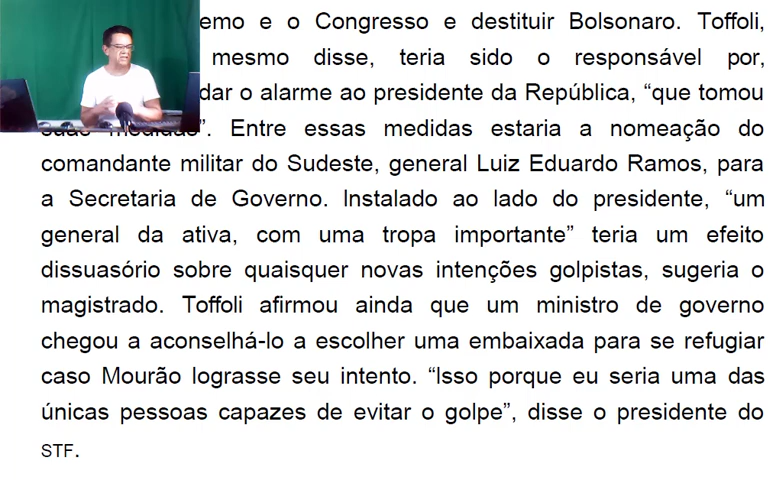 emo e o Congresso e destituir Bolsonaro. Toffoli,
mesmo disse, teria sido o responsável por,
dar o alarme ao presidente da República, “que tomou
suas medidas”. Entre essas medidas estaria a nomeação do
comandante militar do Sudeste, general Luiz Eduardo Ramos, para
a Secretaria de Governo. Instalado ao lado do presidente, “um
general da ativa, com uma tropa importante” teria um efeito
dissuasório sobre quaisquer novas intenções golpistas, sugeria o
magistrado. Toffoli afirmou ainda que um ministro de governo
chegou a aconselhá-lo a escolher uma embaixada para se refugiar
caso Mourão lograsse seu intento. “Isso porque eu seria uma das
únicas pessoas capazes de evitar o golpe”, disse o presidente do
STF.